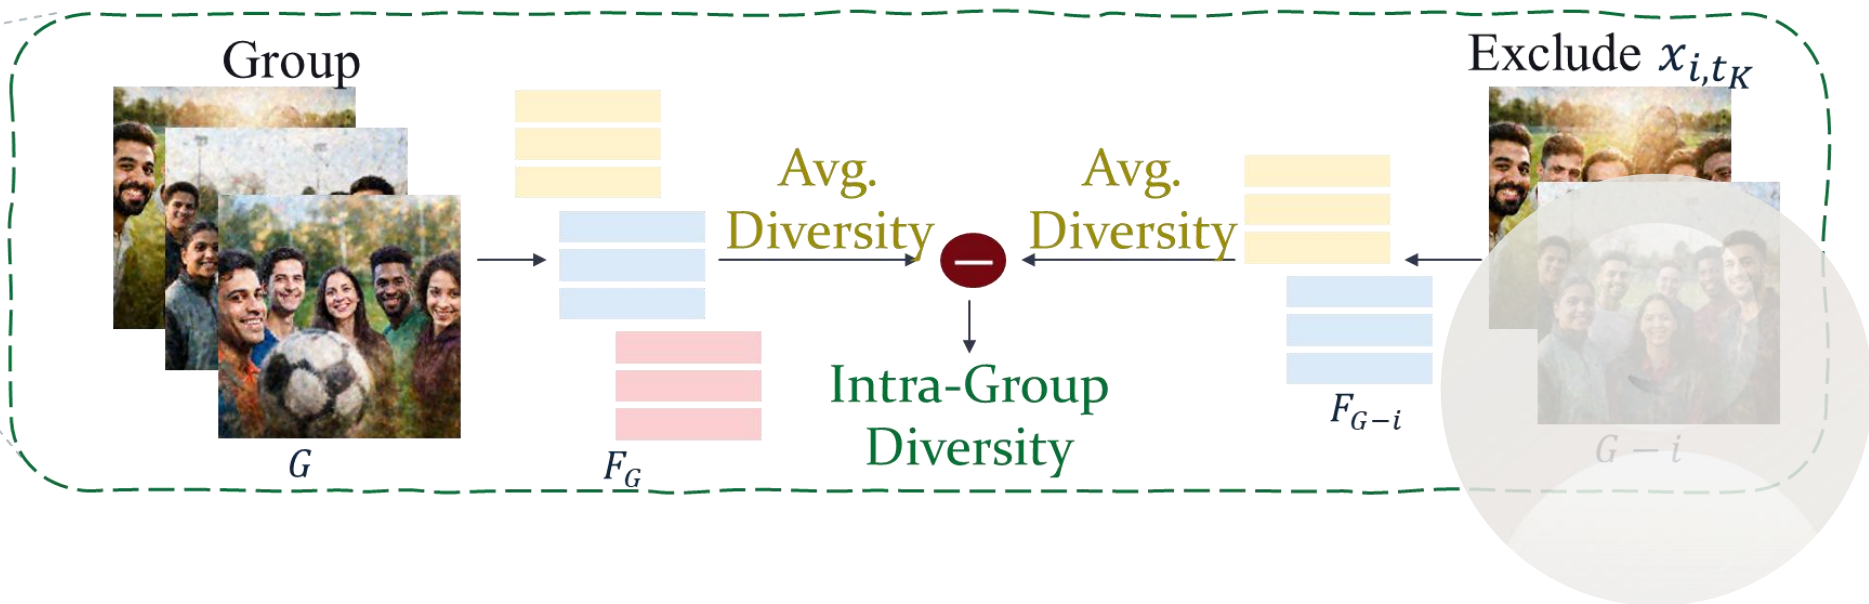 Group
Exclude x_{i,t_K}
Avg.
Diversity
Avg.
Diversity
Intra-Group
Diversity
G
F_G
F_{G-i}
G - i